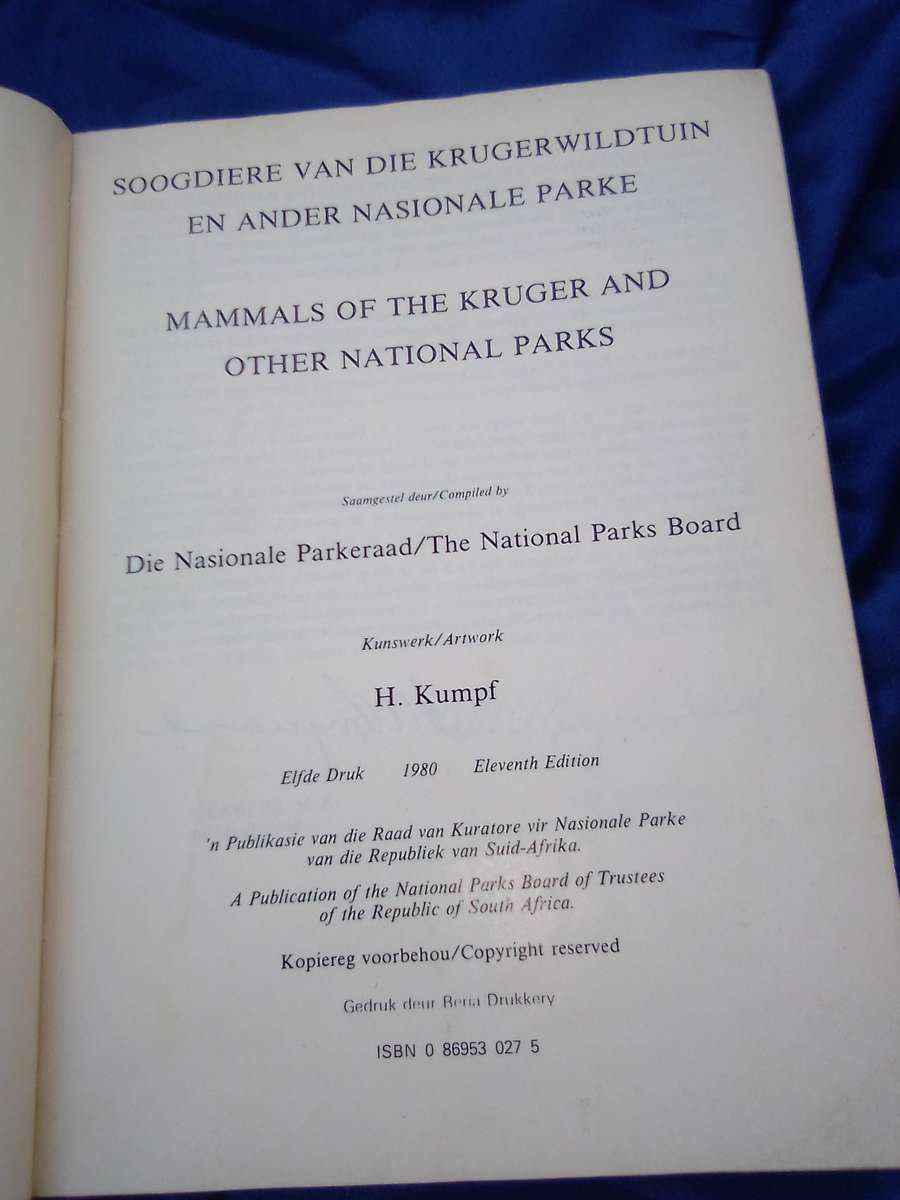 SOOGDIERE VAN DIE KRUGERWILDTUIN
EN ANDER NASIONALE PARKE
MAMMALS OF THE KRUGER AND
OTHER NATIONAL PARKS
Saamgestel deur/Compiled by
Die Nasionale Parkeraad/The National Parks Board
Kunswerk/Artwork
H. Kumpf
Elfde Druk 1980 Eleventh Edition
'n Publikasie van die Raad van Kuratore vir Nasionale Parke
van die Republiek van Suid-Afrika.
A Publication of the National Parks Board of Trustees
of the Republic of South Africa.
Kopiereg voorbehou/Copyright reserved
Gedruk deur Drukkery
ISBN 0 86953 027 5